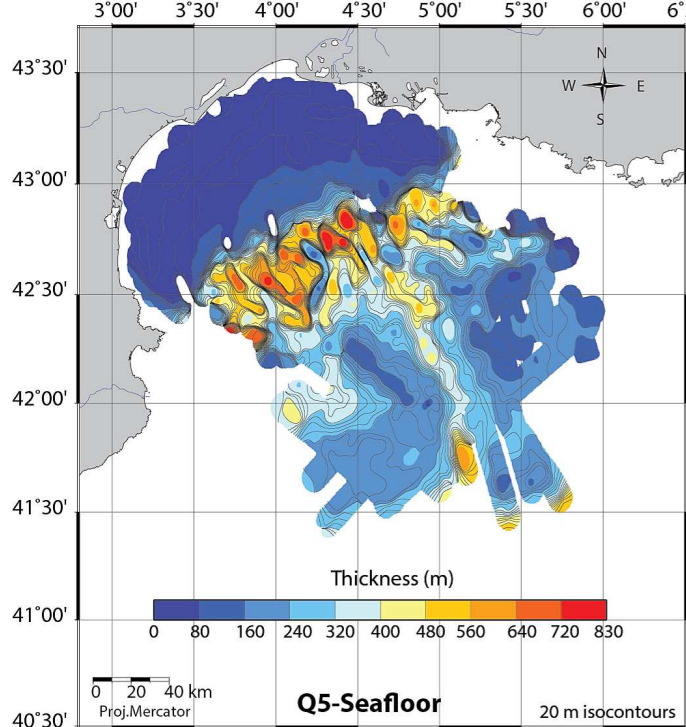 3°00' 3°30' 4°00' 4°30' 5°00' 5°30' 6°00' 6°
43°30'
43°00'
42°30'
42°00'
41°30'
41°00'
40°30'
N
W E
S
Thickness (m)
0 80 160 240 320 400 480 560 640 720 830
0 20 40 km
Proj.Mercator
Q5-Seafloor
20 m isocontours